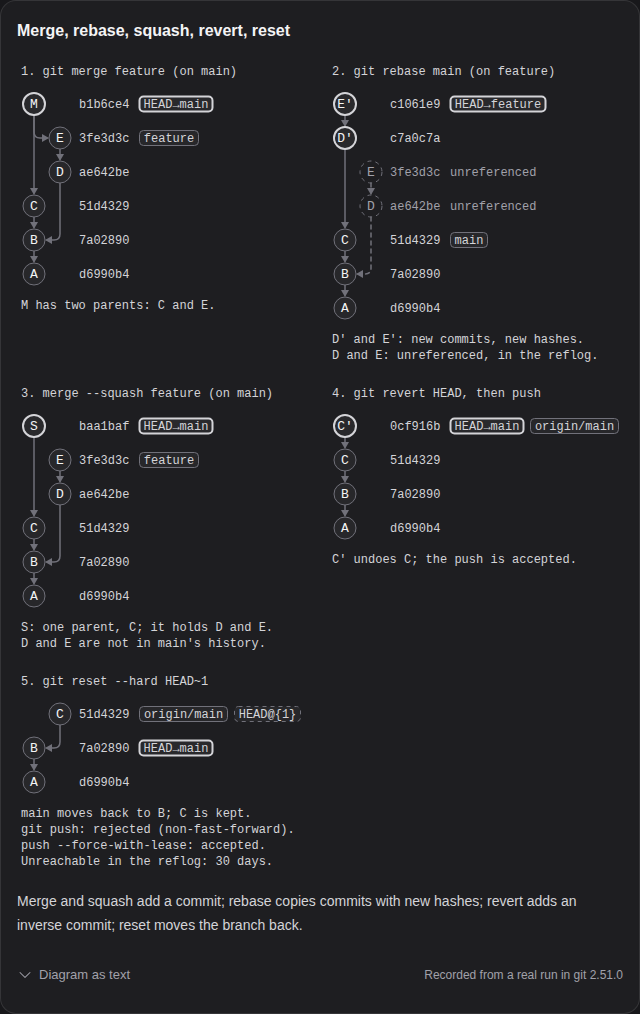 Merge, rebase, squash, revert, reset
1. git merge feature (on main)
M b1b6ce4 HEAD→main
E 3fe3d3c feature
D ae642be
C 51d4329
B 7a02890
A d6990b4
M has two parents: C and E.
2. git rebase main (on feature)
E' c1061e9 HEAD→feature
D' c7a0c7a
E 3fe3d3c unreferenced
D ae642be unreferenced
C 51d4329 main
B 7a02890
A d6990b4
D' and E': new commits, new hashes.
D and E: unreferenced, in the reflog.
3. merge --squash feature (on main)
S baa1baf HEAD→main
E 3fe3d3c feature
D ae642be
C 51d4329
B 7a02890
A d6990b4
S: one parent, C; it holds D and E.
D and E are not in main's history.
4. git revert HEAD, then push
C' 0cf916b HEAD→main origin/main
C 51d4329
B 7a02890
A d6990b4
C' undoes C; the push is accepted.
5. git reset --hard HEAD~1
C 51d4329 origin/main HEAD@{1}
B 7a02890 HEAD→main
A d6990b4
main moves back to B; C is kept.
git push: rejected (non-fast-forward).
push --force-with-lease: accepted.
Unreachable in the reflog: 30 days.
Merge and squash add a commit; rebase copies commits with new hashes; revert adds an
inverse commit; reset moves the branch back.
Diagram as text
Recorded from a real run in git 2.51.0